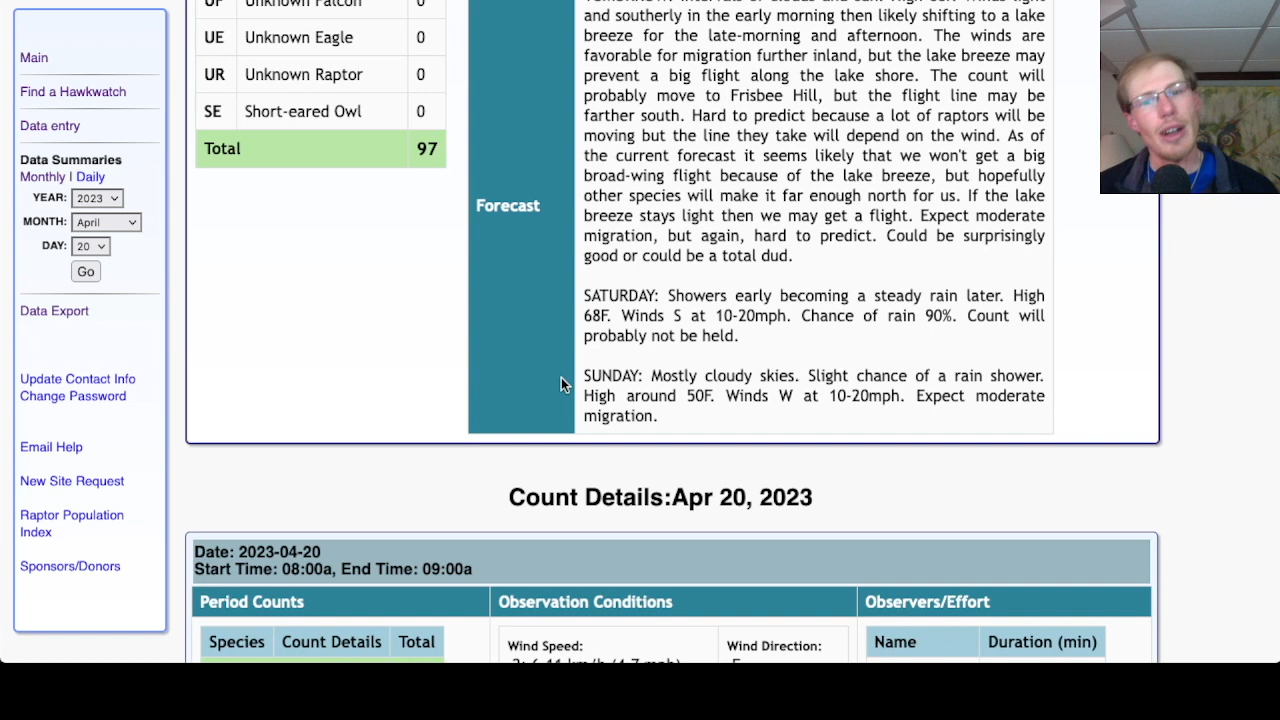 Main
Find a Hawkwatch
Data entry
Data Summaries
Monthly | Daily
YEAR: 2023
MONTH: April
DAY: 20
Go
Data Export
Update Contact Info
Change Password
Email Help
New Site Request
Raptor Population
Index
Sponsors/Donors
UF Unknown Falcon 0
UE Unknown Eagle 0
UR Unknown Raptor 0
SE Short-eared Owl 0
Total 97
Forecast
and southerly in the early morning then likely shifting to a lake
breeze for the late-morning and afternoon. The winds are
favorable for migration further inland, but the lake breeze may
prevent a big flight along the lake shore. The count will
probably move to Frisbee Hill, but the flight line may be
farther south. Hard to predict because a lot of raptors will be
moving but the line they take will depend on the wind. As of
the current forecast it seems likely that we won't get a big
broad-wing flight because of the lake breeze, but hopefully
other species will make it far enough north for us. If the lake
breeze stays light then we may get a flight. Expect moderate
migration, but again, hard to predict. Could be surprisingly
good or could be a total dud.
SATURDAY: Showers early becoming a steady rain later. High
68F. Winds S at 10-20mph. Chance of rain 90%. Count will
probably not be held.
SUNDAY: Mostly cloudy skies. Slight chance of a rain shower.
High around 50F. Winds W at 10-20mph. Expect moderate
migration.
Count Details:Apr 20, 2023
Date: 2023-04-20
Start Time: 08:00a, End Time: 09:00a
Period Counts Observation Conditions Observers/Effort
Species Count Details Total
Wind Speed: Wind Direction:
Name Duration (min)